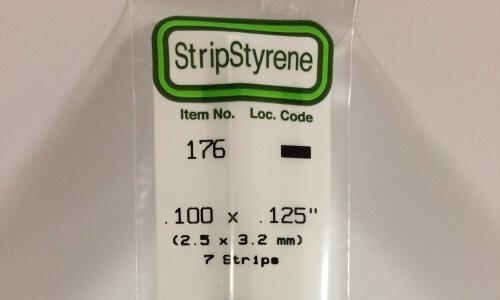 StripStyrene
Item No. Loc. Code
176
.100 x .125"
(2.5 x 3.2 mm)
7 Strips